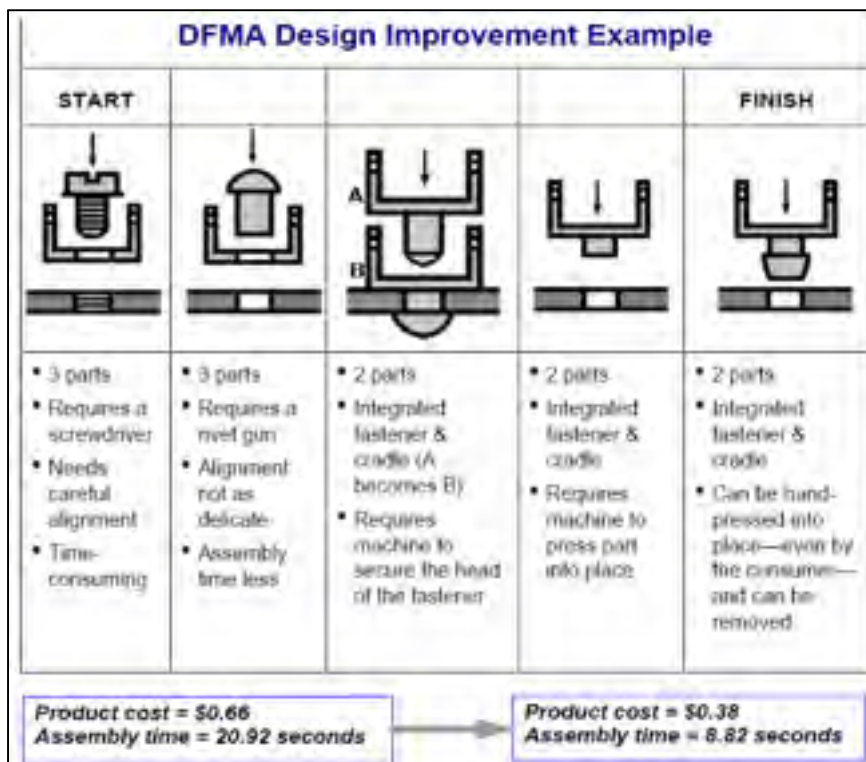 DFMA Design Improvement Example
START
FINISH
A
B
• 3 parts
• Requires a
screwdriver
• Needs
careful
alignment
• Time-
consuming
• 3 parts
• Requires a
rivet gun
• Alignment
not as
delicate
• Assembly
time less
• 2 parts
• Integrated
fastener &
cradle (A
becomes B)
• Requires
machine to
secure the head
of the fastener
• 2 parts
• Integrated
fastener &
cradle
• Requires
machine to
press part
into place
• 2 parts
• Integrated
fastener &
cradle
• Can be hand-
pressed into
place—even by
the consumer—
and can be
removed
Product cost = $0.66
Assembly time = 20.92 seconds
Product cost = $0.38
Assembly time = 8.82 seconds